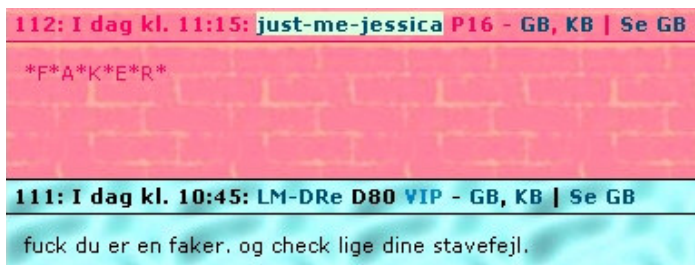 112: I dag kl. 11:15: just-me-jessica P16 - GB, KB | Se GB
*F*A*K*E*R*
111: I dag kl. 10:45: LM-DRe D80 VIP - GB, KB | Se GB
fuck du er en faker. og check lige dine stavefejl.